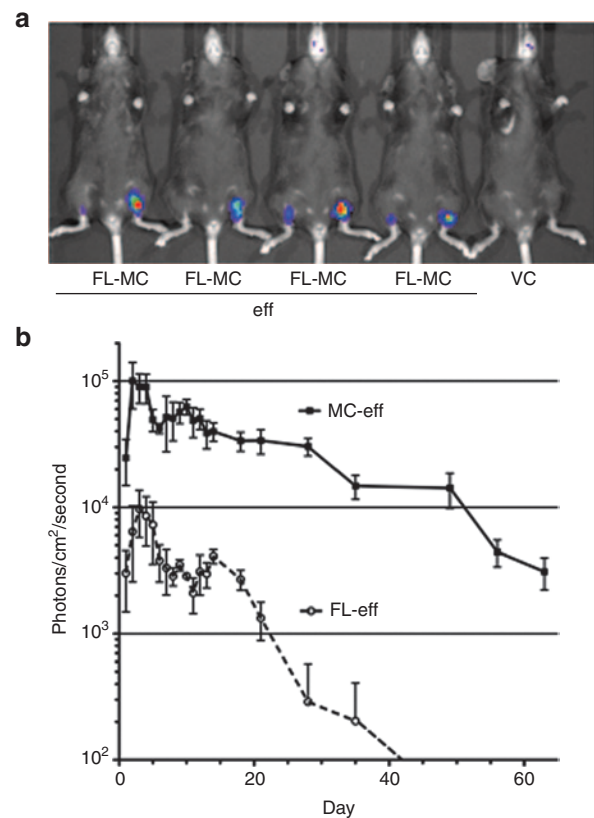 a
FL-MC FL-MC FL-MC FL-MC VC
eff
b
10^5
MC-eff
10^4
Photons/cm^2/second
FL-eff
10^3
10^2
0 20 40 60
Day